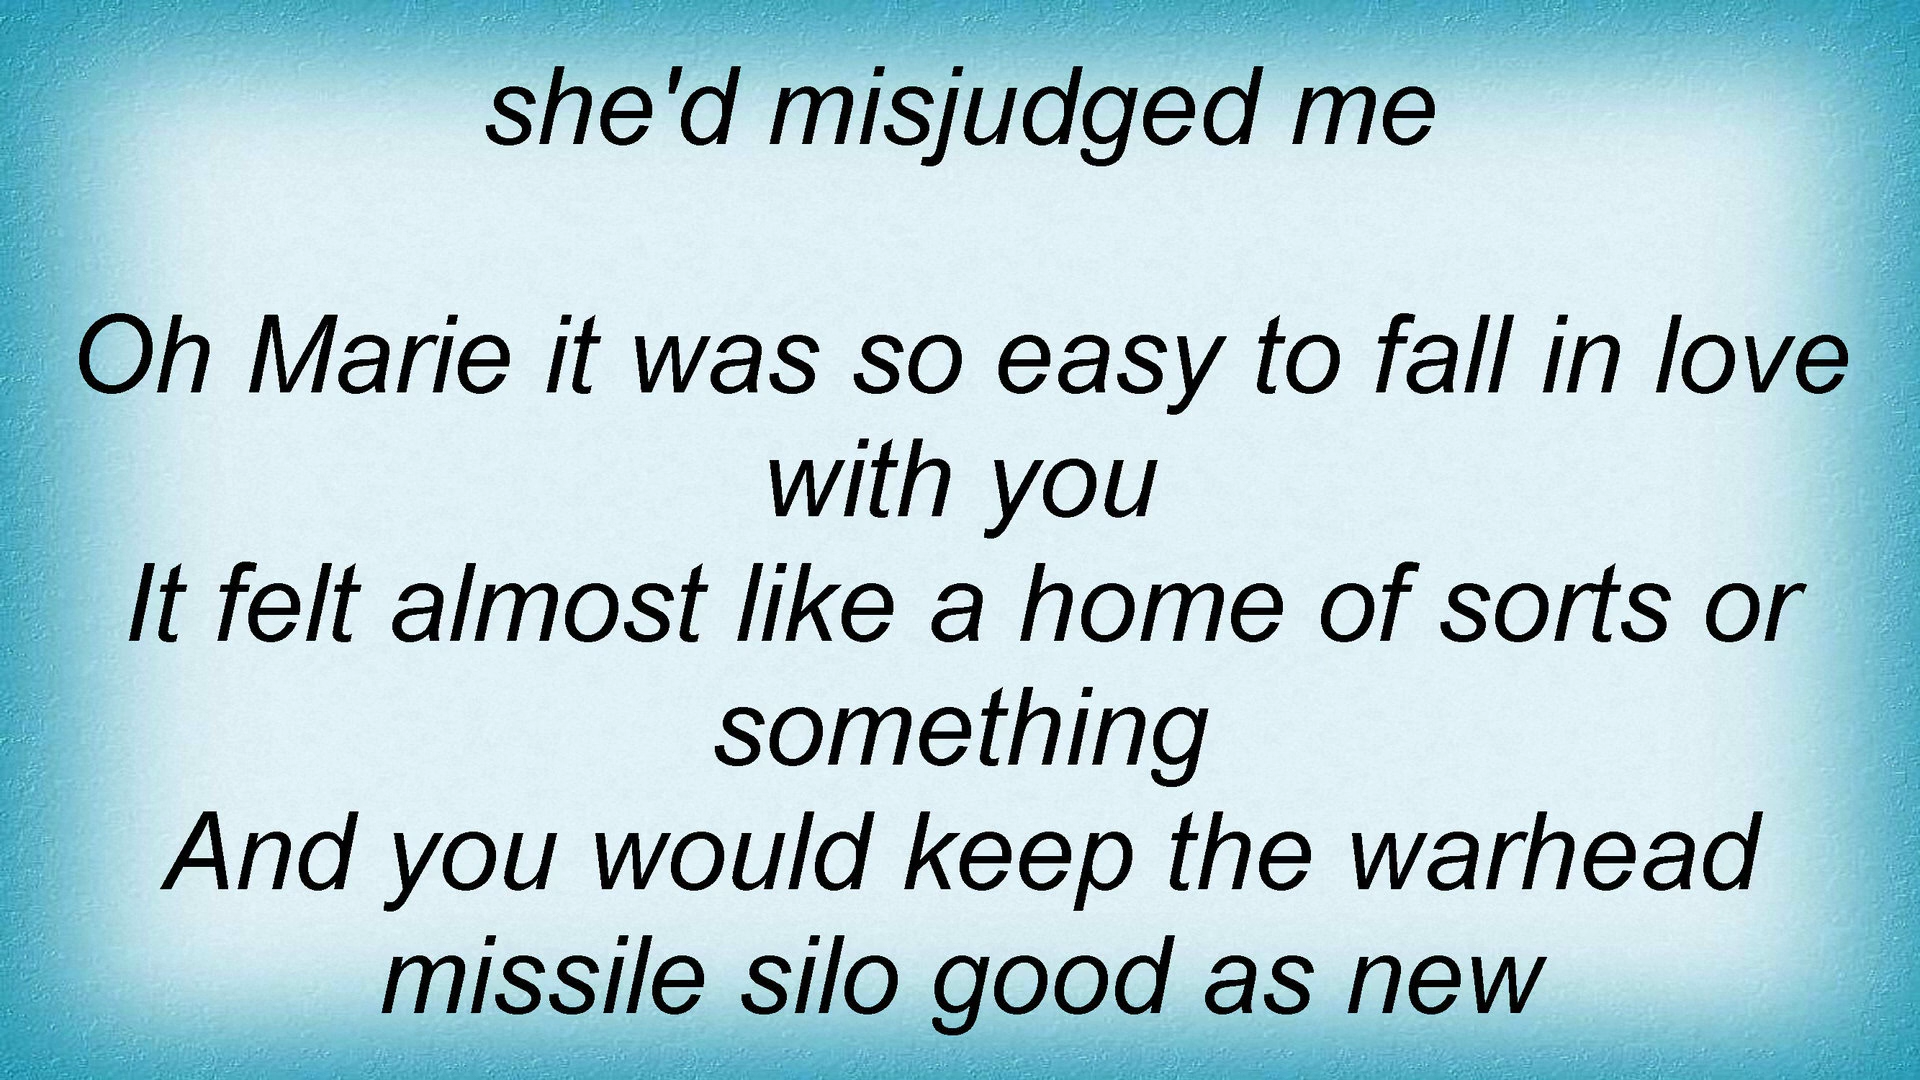 she'd misjudged me
Oh Marie it was so easy to fall in love
with you
It felt almost like a home of sorts or
something
And you would keep the warhead
missile silo good as new